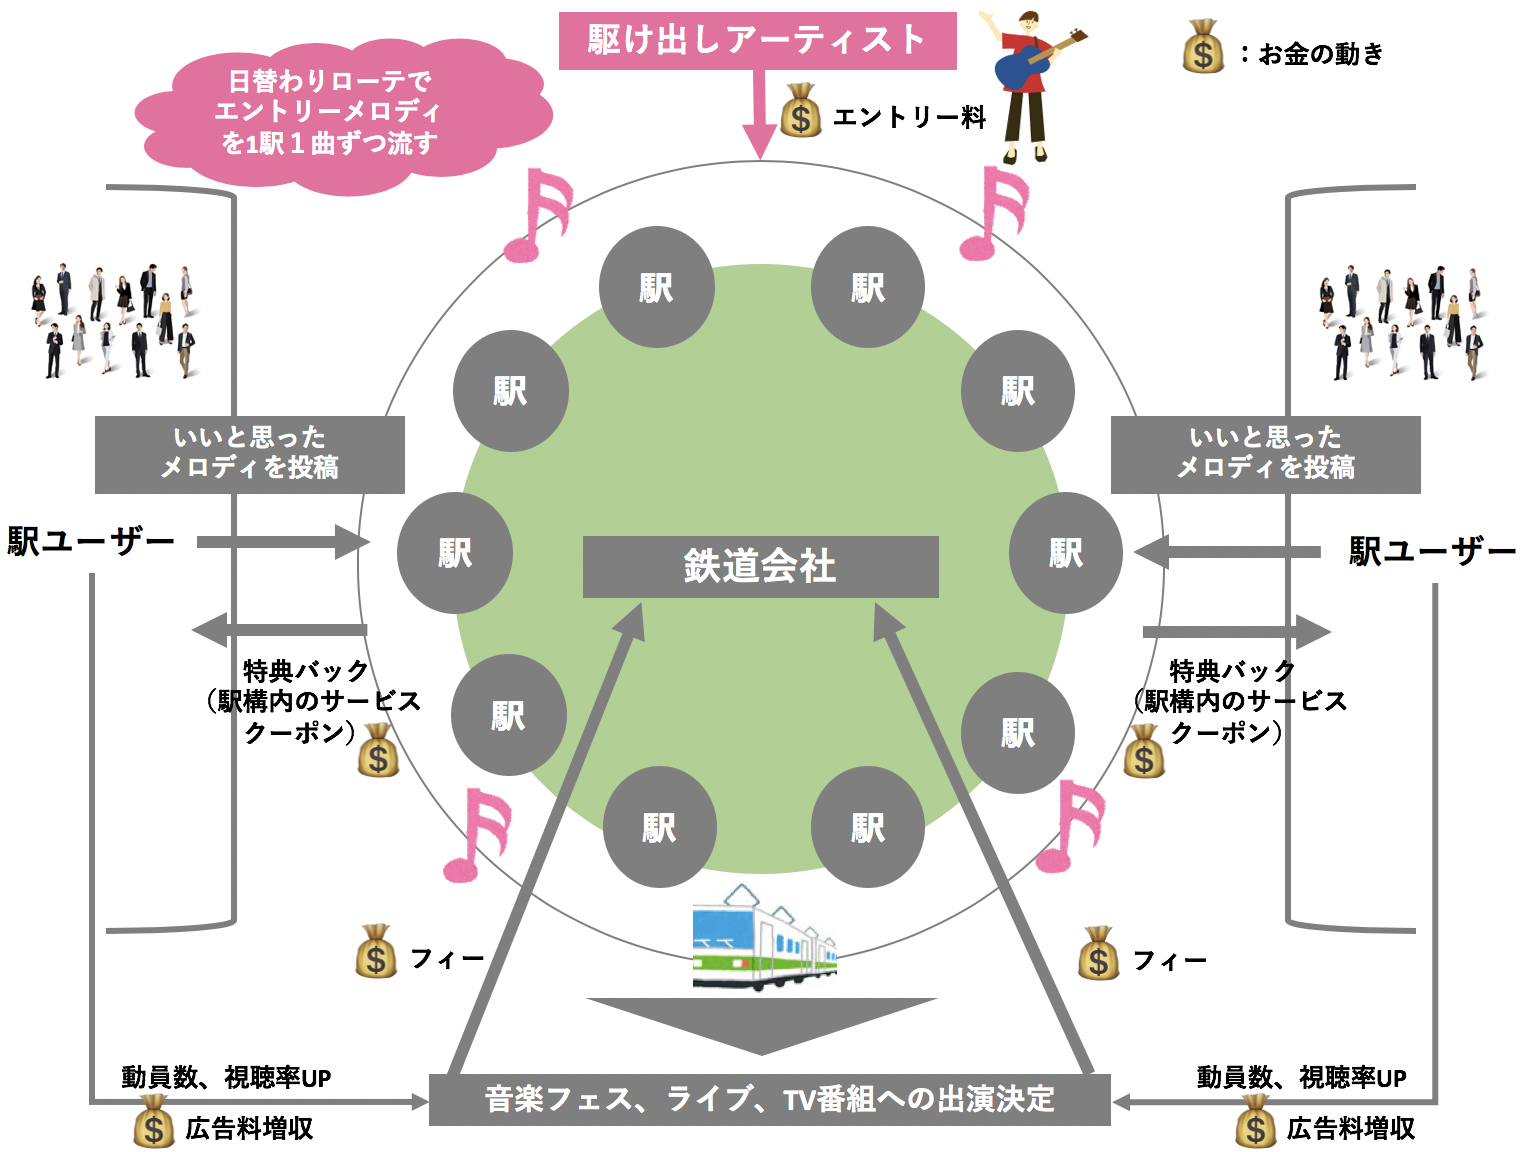 駆け出しアーティスト
：お金の動き
日替わりローテで
エントリーメロディ
を1駅１曲ずつ流す
$
$
エントリー料
駅
駅
駅
駅
いいと思った
メロディを投稿
いいと思った
メロディを投稿
駅ユーザー
駅
鉄道会社
駅
駅ユーザー
特典バック
（駅構内のサービス
クーポン）
$
駅
駅
特典バック
（駅構内のサービス
クーポン）
$
駅
駅
$
フィー
$
フィー
動員数、視聴率UP
$
広告料増収
音楽フェス、ライブ、TV番組への出演決定
動員数、視聴率UP
$
広告料増収